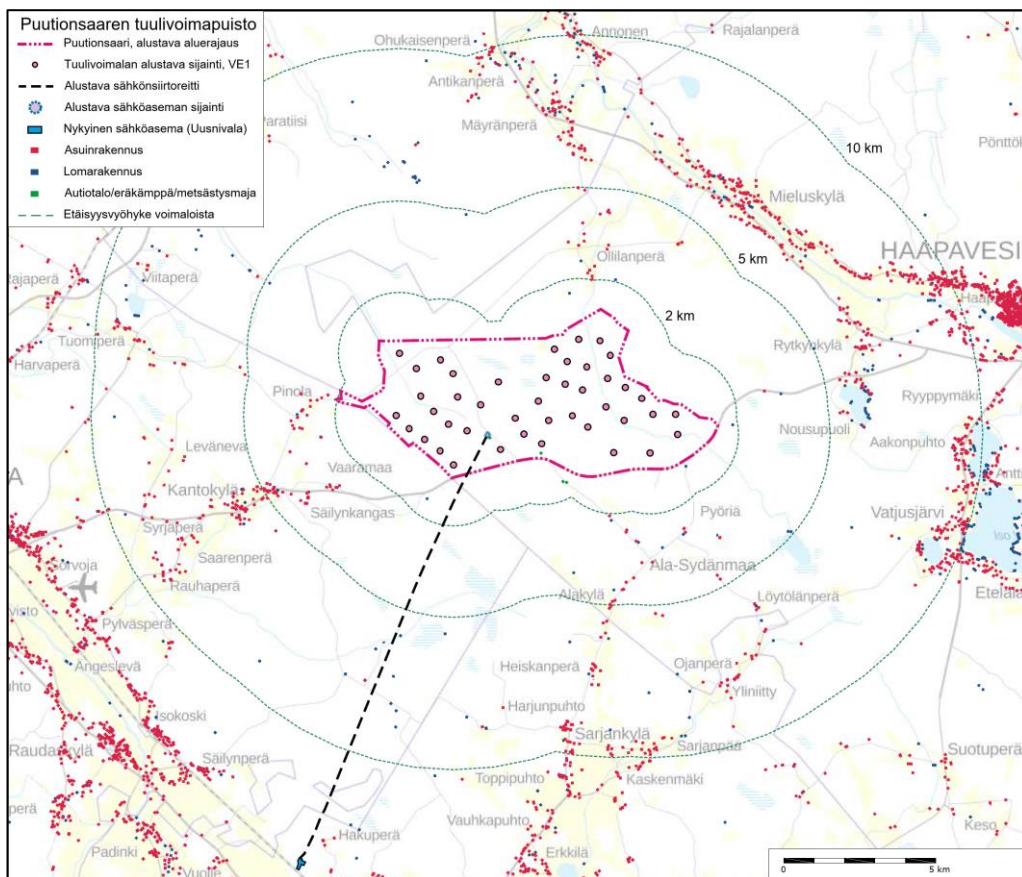 Puutionsaaren tuulivoimapuisto
Puutionsaari, alustava aluerajaus
Tuulivoimalan alustava sijainti, VE1
Alustava sähkönsiirtoreitti
Alustava sähköaseman sijainti
Nykyinen sähköasema (Uusnivala)
Asuinrakennus
Lomarakennus
Autiotalo/eräkämppä/metsästysmaja
Etäisyysvyöhyke voimaloista
Ohukaisenperä
Annonen
Rajalanperä
Antikanperä
Mäyränperä
Paratiisi
10 km
Mieluskylä
5 km
HAAPAVESI
Ollilanperä
Viitaperä
2 km
Tuomiperä
Harvaperä
Rytkynkylä
Pinola
Ryyppymäki
Nousupuoli
Aakonpuhto
Leväneva
Vaaramaa
Kantokylä
Säilynkangas
Pyöriä
Vatjusjärvi
Syrjäperä
Saarenperä
Ala-Sydänmaa
Sorvoja
Rauhaperä
Alakylä
Löytölänperä
Pylväsperä
Ängeslevä
Heiskanperä
Ojanperä
Yliniitty
Harjunpuhto
Isokoski
Raudaskylä
Säilynperä
Sarjankylä
Sarjanpää
Suotuperä
Toppipuhto
Kaskenmäki
Vauhkapuhto
Hakuperä
Keso
Padinki
Erkkilä
Vuolle
0
5 km